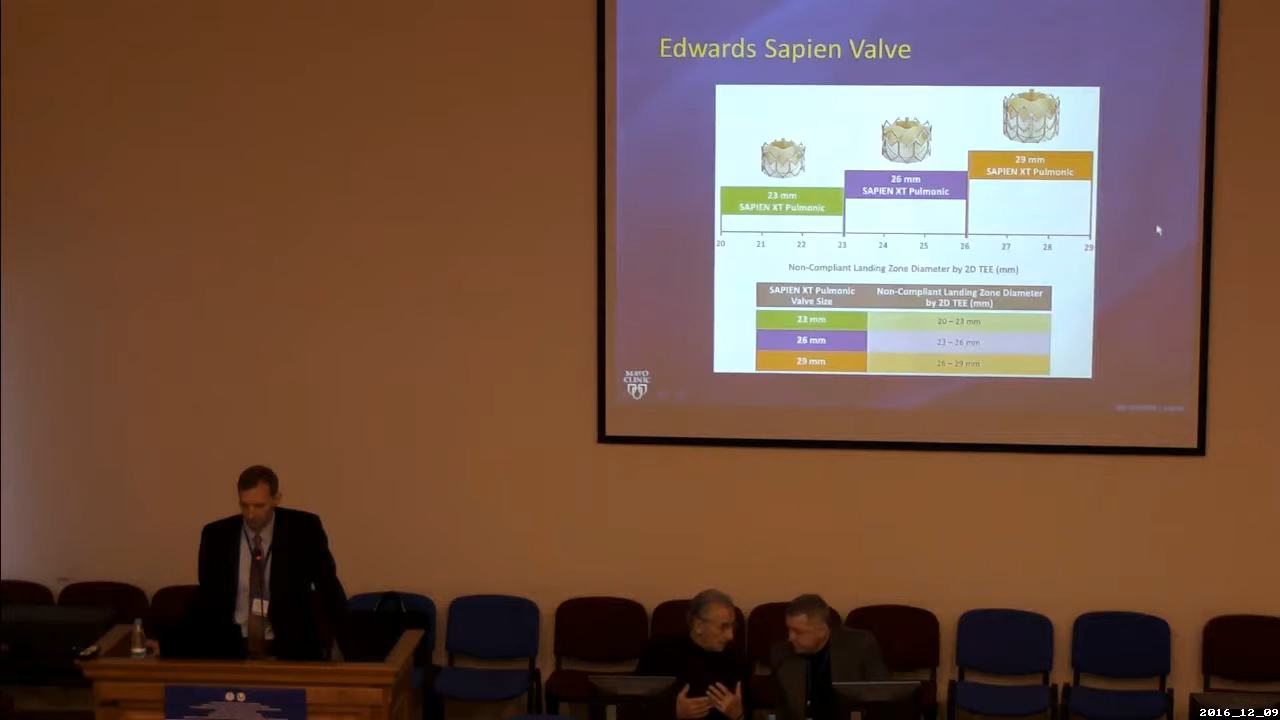 Edwards Sapien Valve
29 mm
SAPIEN XT Pulmonic
26 mm
SAPIEN XT Pulmonic
23 mm
SAPIEN XT Pulmonic
20 21 22 23 24 25 26 27 28 29
Non-Compliant Landing Zone Diameter by 2D TEE (mm)
SAPIEN XT Pulmonic
Valve Size
Non-Compliant Landing Zone Diameter
by 2D TEE (mm)
23 mm 20 – 23 mm
26 mm 23 – 26 mm
29 mm 26 – 29 mm
MAYO
CLINIC
2016_12_09